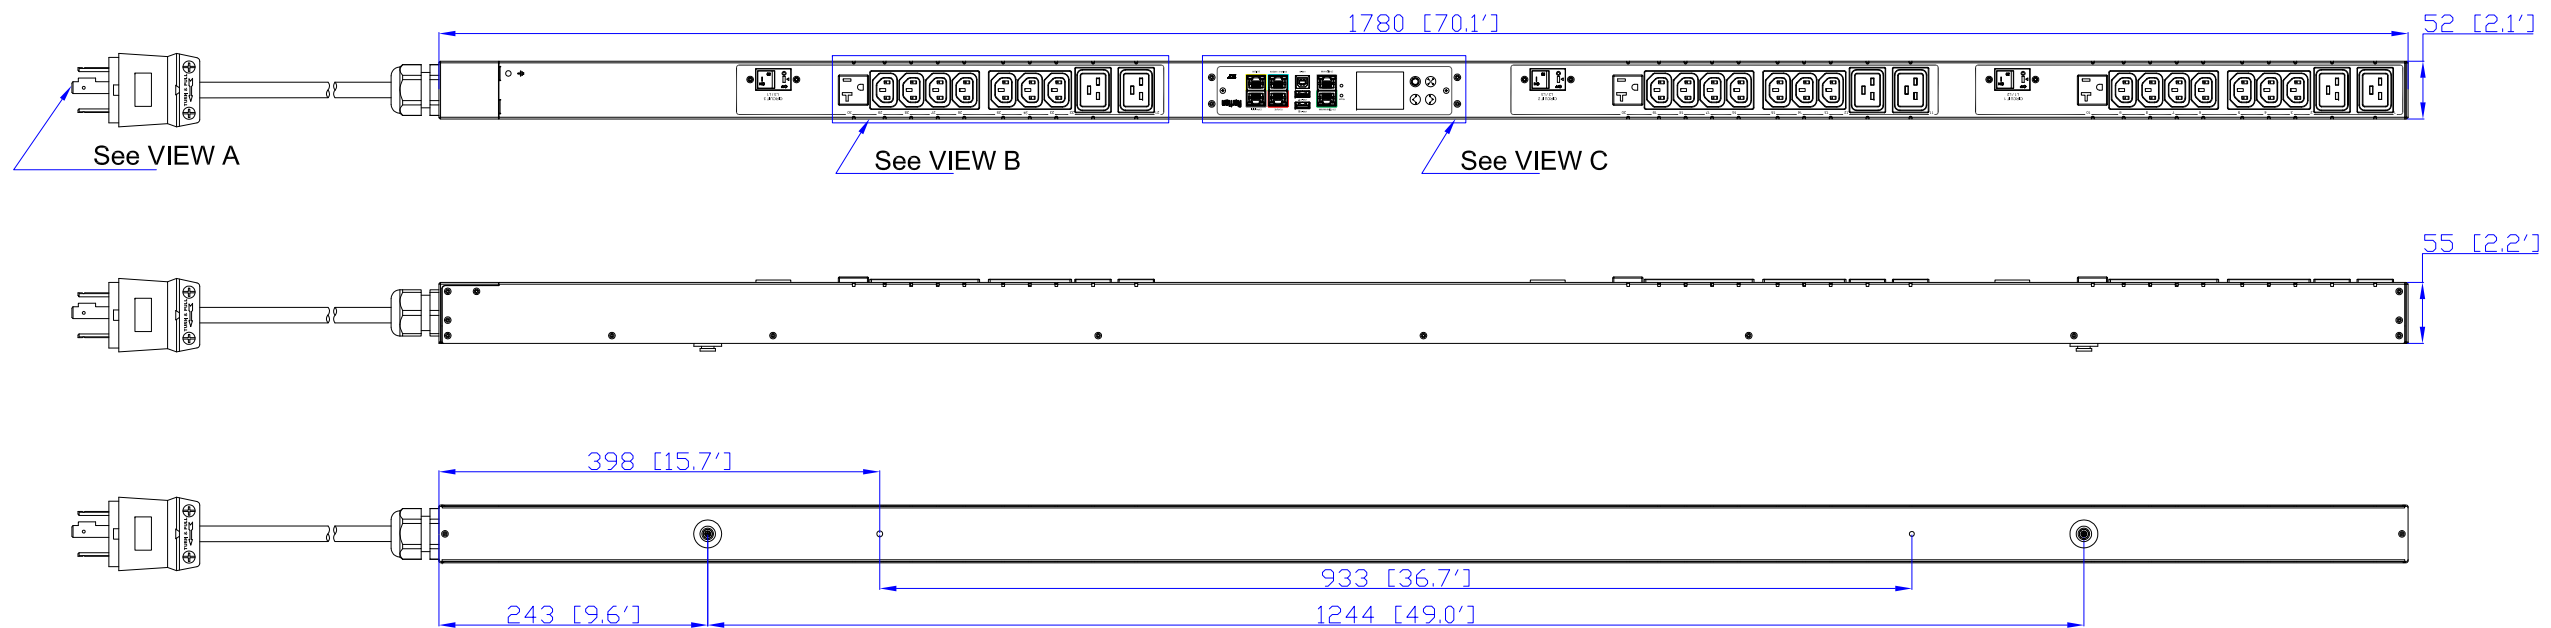 1780 [70.1']
52 [2.1']
See VIEW A
See VIEW B
See VIEW C
55 [2.2']
398 [15.7']
933 [36.7']
243 [9.6']
1244 [49.0']